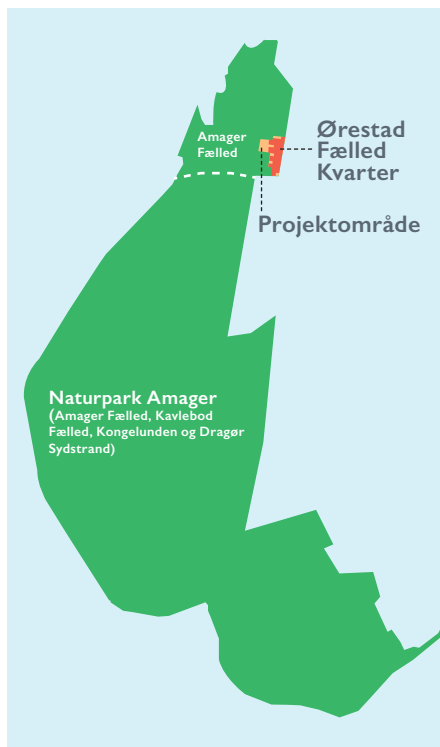 Amager
Fælled
Ørestad
Fælled
Kvarter
Projektområde
Naturpark Amager
(Amager Fælled, Kavlebod
Fælled, Kongelunden og Dragør
Sydstrand)